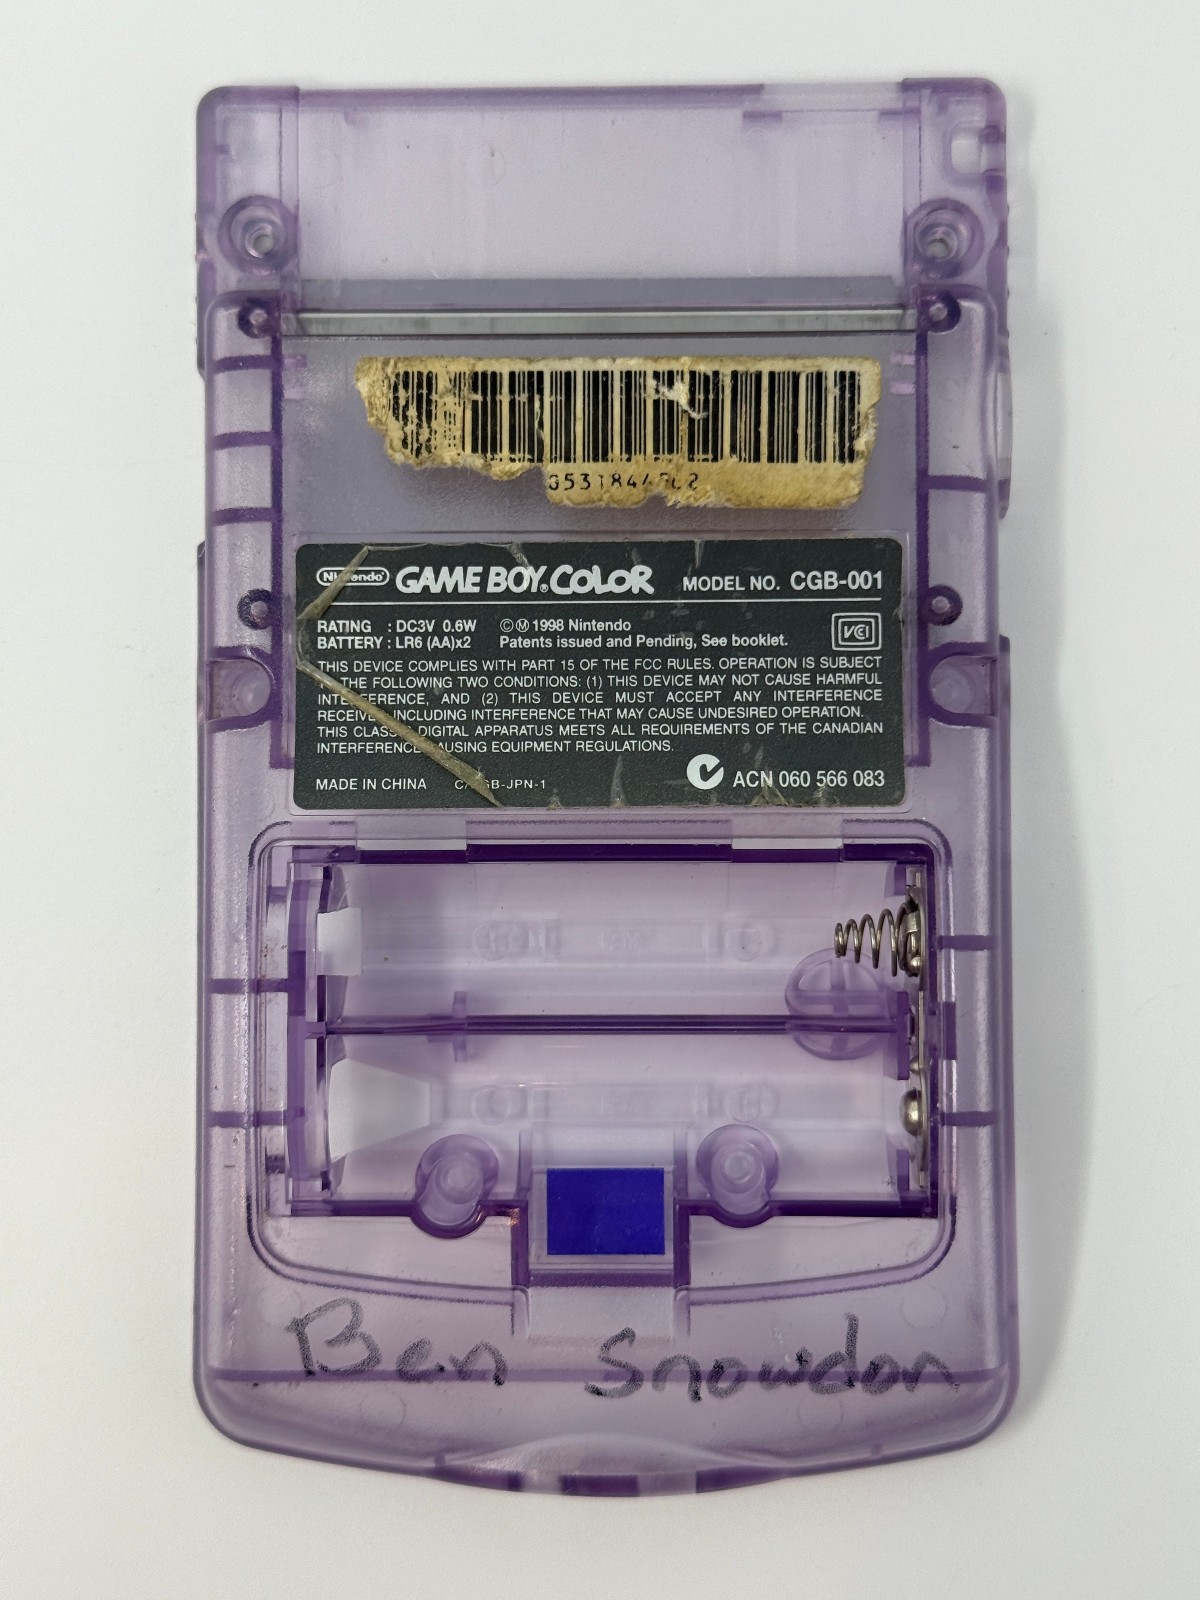 Nintendo GAME BOY COLOR MODEL NO. CGB-001
RATING : DC3V 0.6W ©Ⓜ 1998 Nintendo
BATTERY : LR6 (AA)x2 Patents issued and Pending, See booklet.
VCI
THIS DEVICE COMPLIES WITH PART 15 OF THE FCC RULES. OPERATION IS SUBJECT
TO THE FOLLOWING TWO CONDITIONS: (1) THIS DEVICE MAY NOT CAUSE HARMFUL
INTERFERENCE, AND (2) THIS DEVICE MUST ACCEPT ANY INTERFERENCE
RECEIVED, INCLUDING INTERFERENCE THAT MAY CAUSE UNDESIRED OPERATION.
THIS CLASS DIGITAL APPARATUS MEETS ALL REQUIREMENTS OF THE CANADIAN
INTERFERENCE CAUSING EQUIPMENT REGULATIONS.
MADE IN CHINA ACN 060 566 083
Ben Snowdon